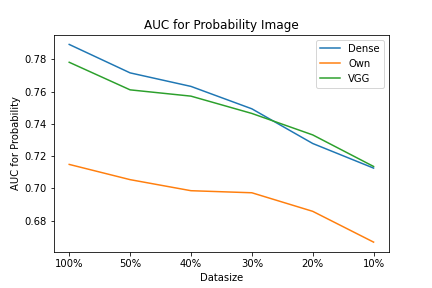 AUC for Probability Image
Dense
Own
VGG
AUC for Probability
0.78
0.76
0.74
0.72
0.70
0.68
100% 50% 40% 30% 20% 10%
Datasize